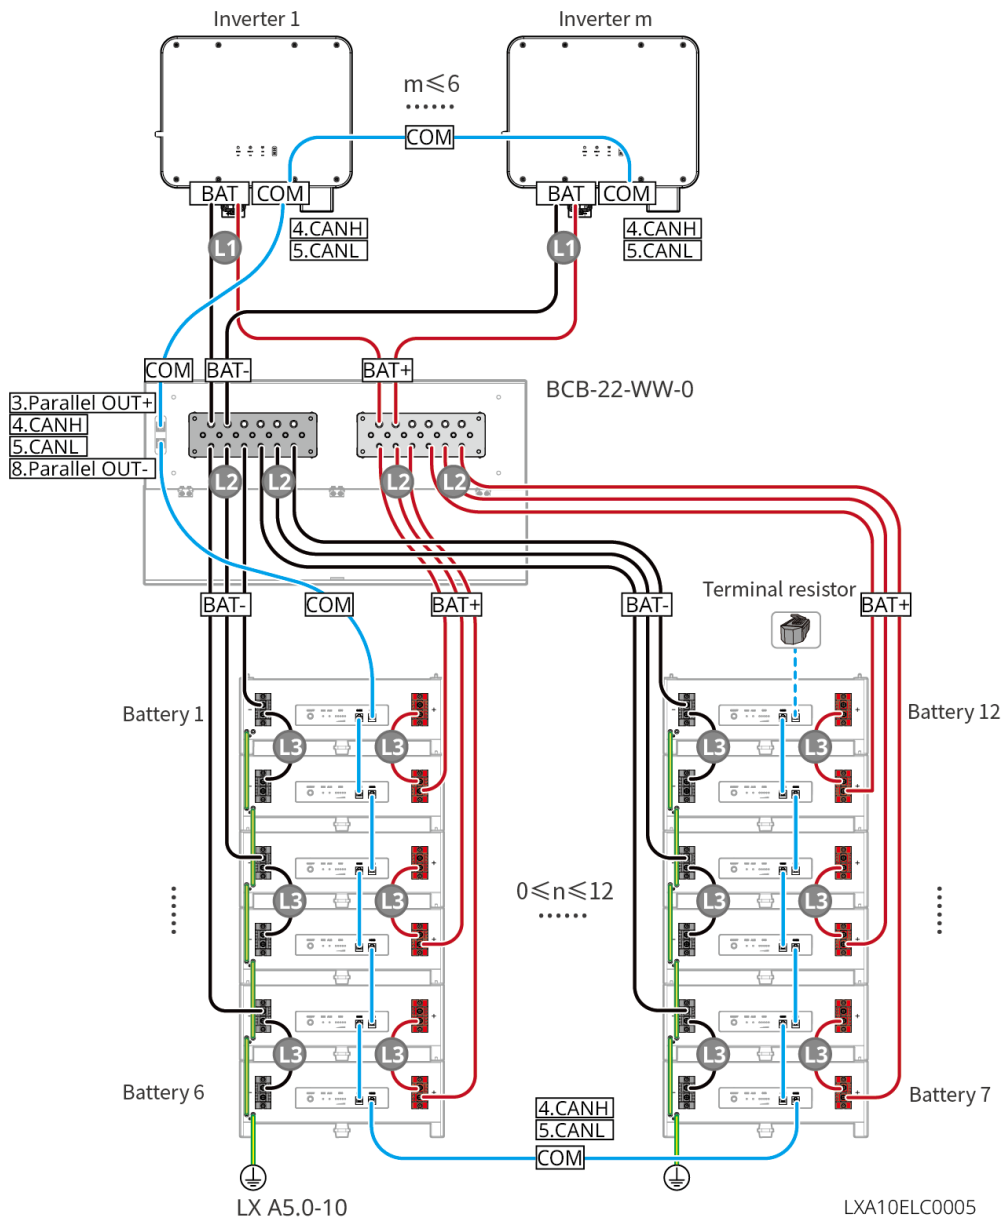 Inverter 1
Inverter m
m≤6
COM
BAT
COM
BAT
COM
4.CANH
5.CANL
4.CANH
5.CANL
L1
L1
COM
BAT-
BAT+
BCB-22-WW-0
3.Parallel OUT+
4.CANH
5.CANL
8.Parallel OUT-
L2
L2
L2
L2
Terminal resistor
BAT-
COM
BAT+
BAT-
BAT+
Battery 1
Battery 12
L3
L3
L3
L3
0≤n≤12
L3
L3
L3
L3
L3
L3
L3
L3
Battery 6
Battery 7
4.CANH
5.CANL
COM
LX A5.0-10
LXA10ELC0005